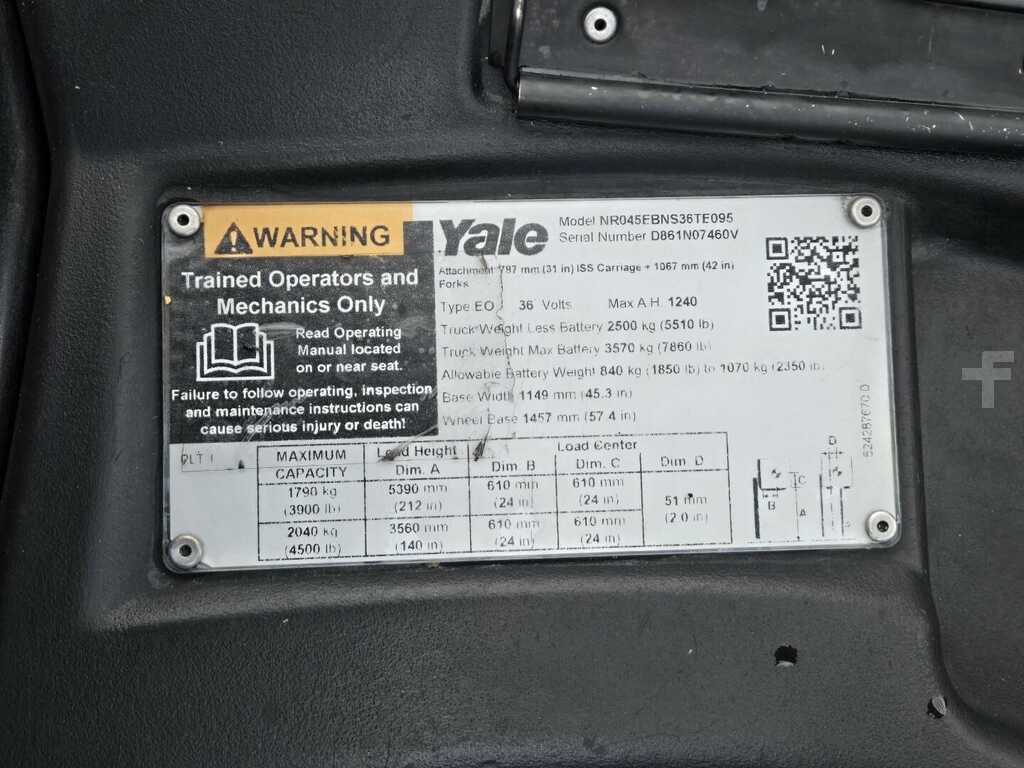 WARNING
Trained Operators and
Mechanics Only
Read Operating
Manual located
on or near seat.
Failure to follow operating, inspection
and maintenance instructions can
cause serious injury or death!
Yale
Model NR045EBNS36TE095
Serial Number D861N07460V
Attachment 787 mm (31 in) ISS Carriage + 1067 mm (42 in)
Forks
Type EO 36 Volts Max A.H. 1240
Truck Weight Less Battery 2500 kg (5510 lb)
Truck Weight Max Battery 3570 kg (7860 lb)
Allowable Battery Weight 840 kg (1850 lb) to 1070 kg (2350 lb)
Base Width 1149 mm (45.3 in)
Wheel Base 1457 mm (57.4 in)
MAXIMUM CAPACITY Load Height Load Center
Dim. A Dim. B Dim. C Dim. D
1790 kg 5390 mm 610 mm 610 mm 51 mm
(3900 lb) (212 in) (24 in) (24 in) (2.0 in)
2040 kg 3560 mm 610 mm 610 mm
(4500 lb) (140 in) (24 in) (24 in)
D
C
B
A